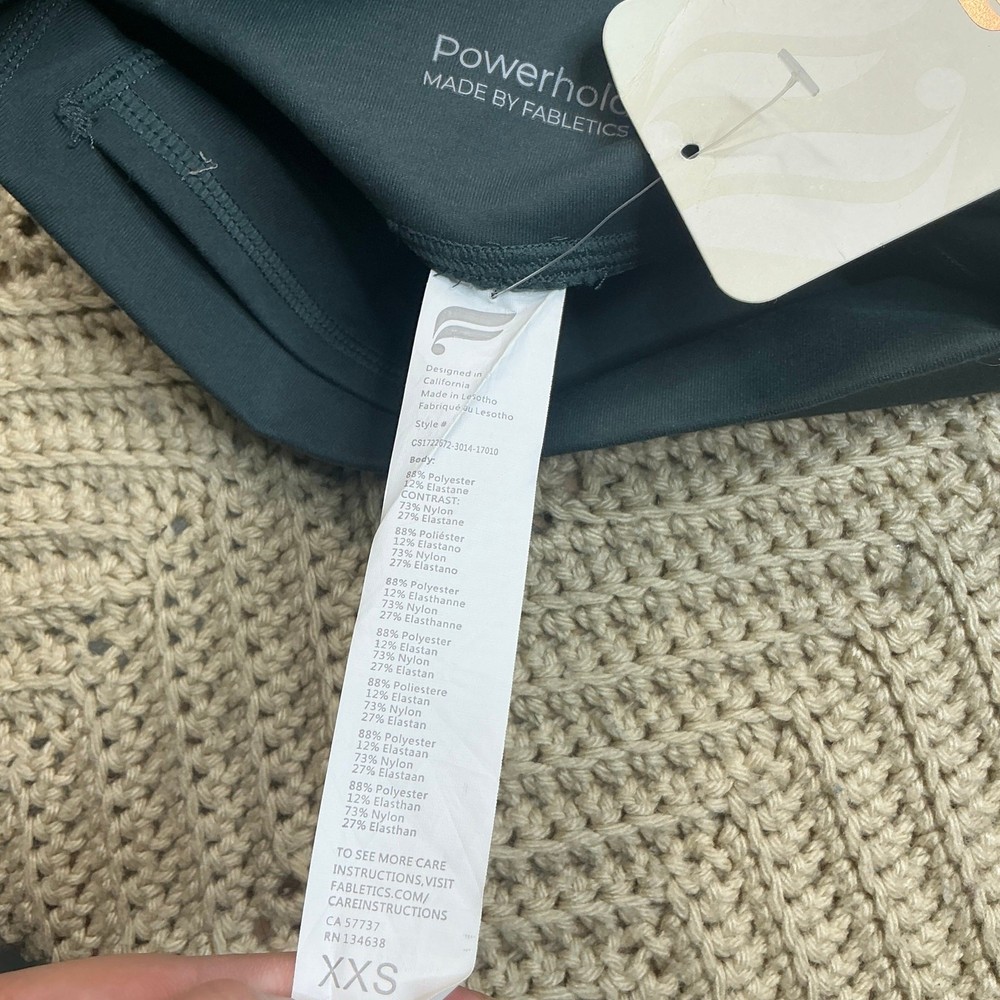 Powerhold
MADE BY FABLETICS
Designed in
California
Made in Lesotho
Fabriqué au Lesotho
Style #
88% Polyester
12% Elastane
CONTRAST:
73% Nylon
27% Elastane
88% Poliéster
12% Elastano
73% Nylon
27% Elastano
88% Polyester
12% Elasthanne
73% Nylon
27% Elasthanne
88% Polyester
12% Elastan
73% Nylon
27% Elastan
88% Poliestere
12% Elastan
73% Nylon
27% Elastan
88% Polyester
12% Elastaan
73% Nylon
27% Elastaan
88% Polyester
12% Elasthan
73% Nylon
27% Elasthan
TO SEE MORE CARE
INSTRUCTIONS,VISIT
FABLETICS.COM/
CAREINSTRUCTIONS
CA 57737
RN 134638
XXS